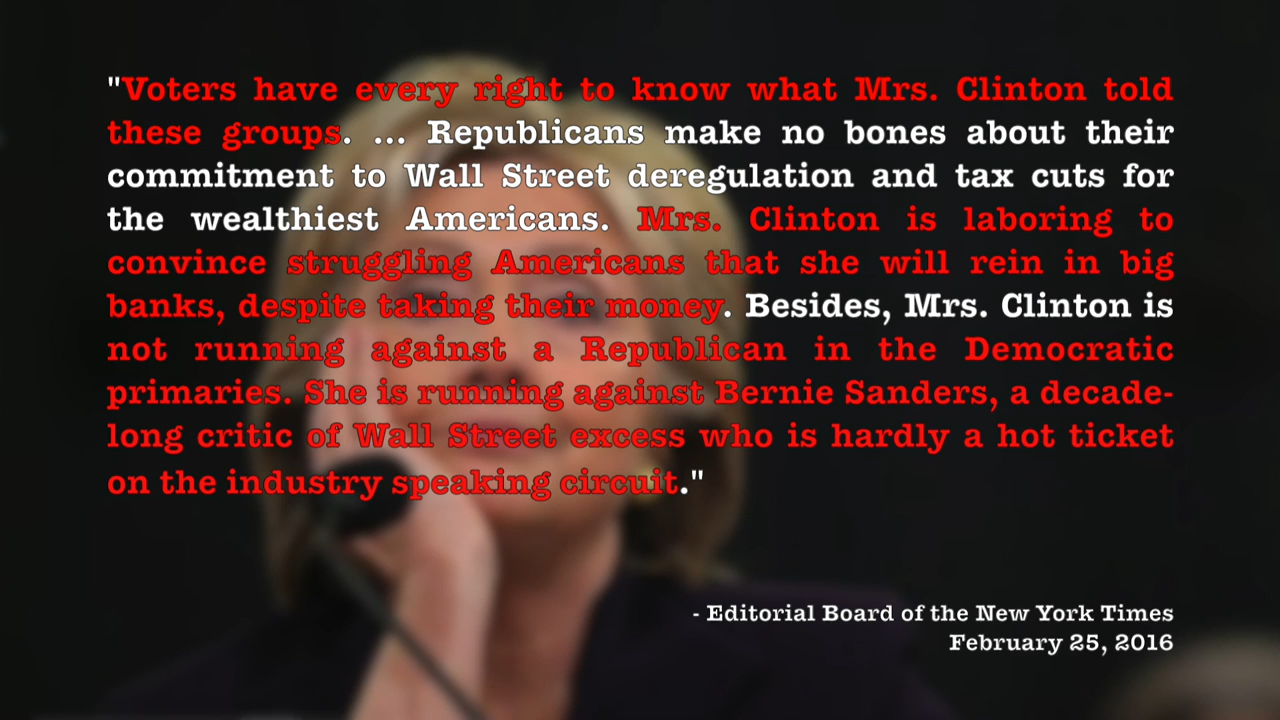 "Voters have every right to know what Mrs. Clinton told
these groups. ... Republicans make no bones about their
commitment to Wall Street deregulation and tax cuts for
the wealthiest Americans. Mrs. Clinton is laboring to
convince struggling Americans that she will rein in big
banks, despite taking their money. Besides, Mrs. Clinton is
not running against a Republican in the Democratic
primaries. She is running against Bernie Sanders, a decade-
long critic of Wall Street excess who is hardly a hot ticket
on the industry speaking circuit."
- Editorial Board of the New York Times
February 25, 2016